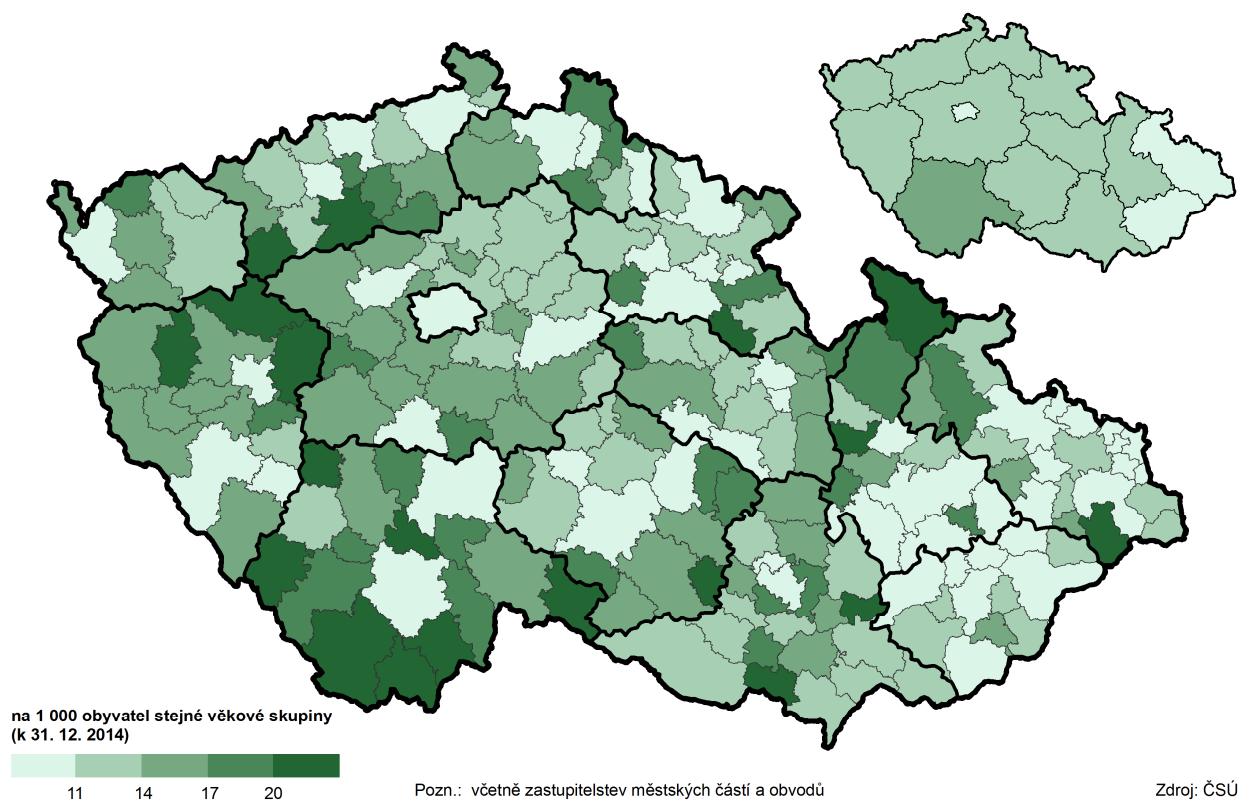 na 1 000 obyvatel stejné věkové skupiny
(k 31. 12. 2014)
11 14 17 20
Pozn.: včetně zastupitelstev městských částí a obvodů
Zdroj: ČSÚ